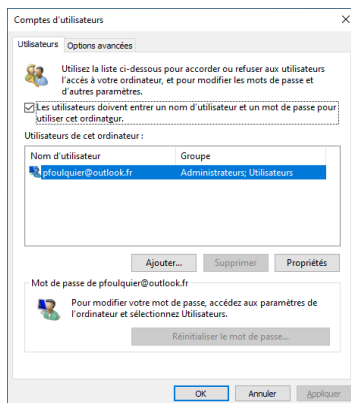 Comptes d'utilisateurs
Utilisateurs Options avancées
Utilisez la liste ci-dessous pour accorder ou refuser aux utilisateurs
l'accès à votre ordinateur, et pour modifier les mots de passe et
d'autres paramètres.
Les utilisateurs doivent entrer un nom d'utilisateur et un mot de passe pour
utiliser cet ordinateur.
Utilisateurs de cet ordinateur :
Nom d'utilisateur Groupe
pfoulquier@outlook.fr Administrateurs; Utilisateurs
Ajouter... Supprimer Propriétés
Mot de passe de pfoulquier@outlook.fr
Pour modifier votre mot de passe, accédez aux paramètres de
l'ordinateur et sélectionnez Utilisateurs.
Réinitialiser le mot de passe...
OK Annuler Appliquer